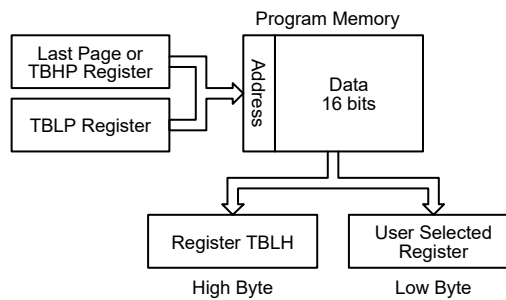 Program Memory
Last Page or
TBHP Register
TBLP Register
Address
Data
16 bits
Register TBLH
User Selected
Register
High Byte
Low Byte